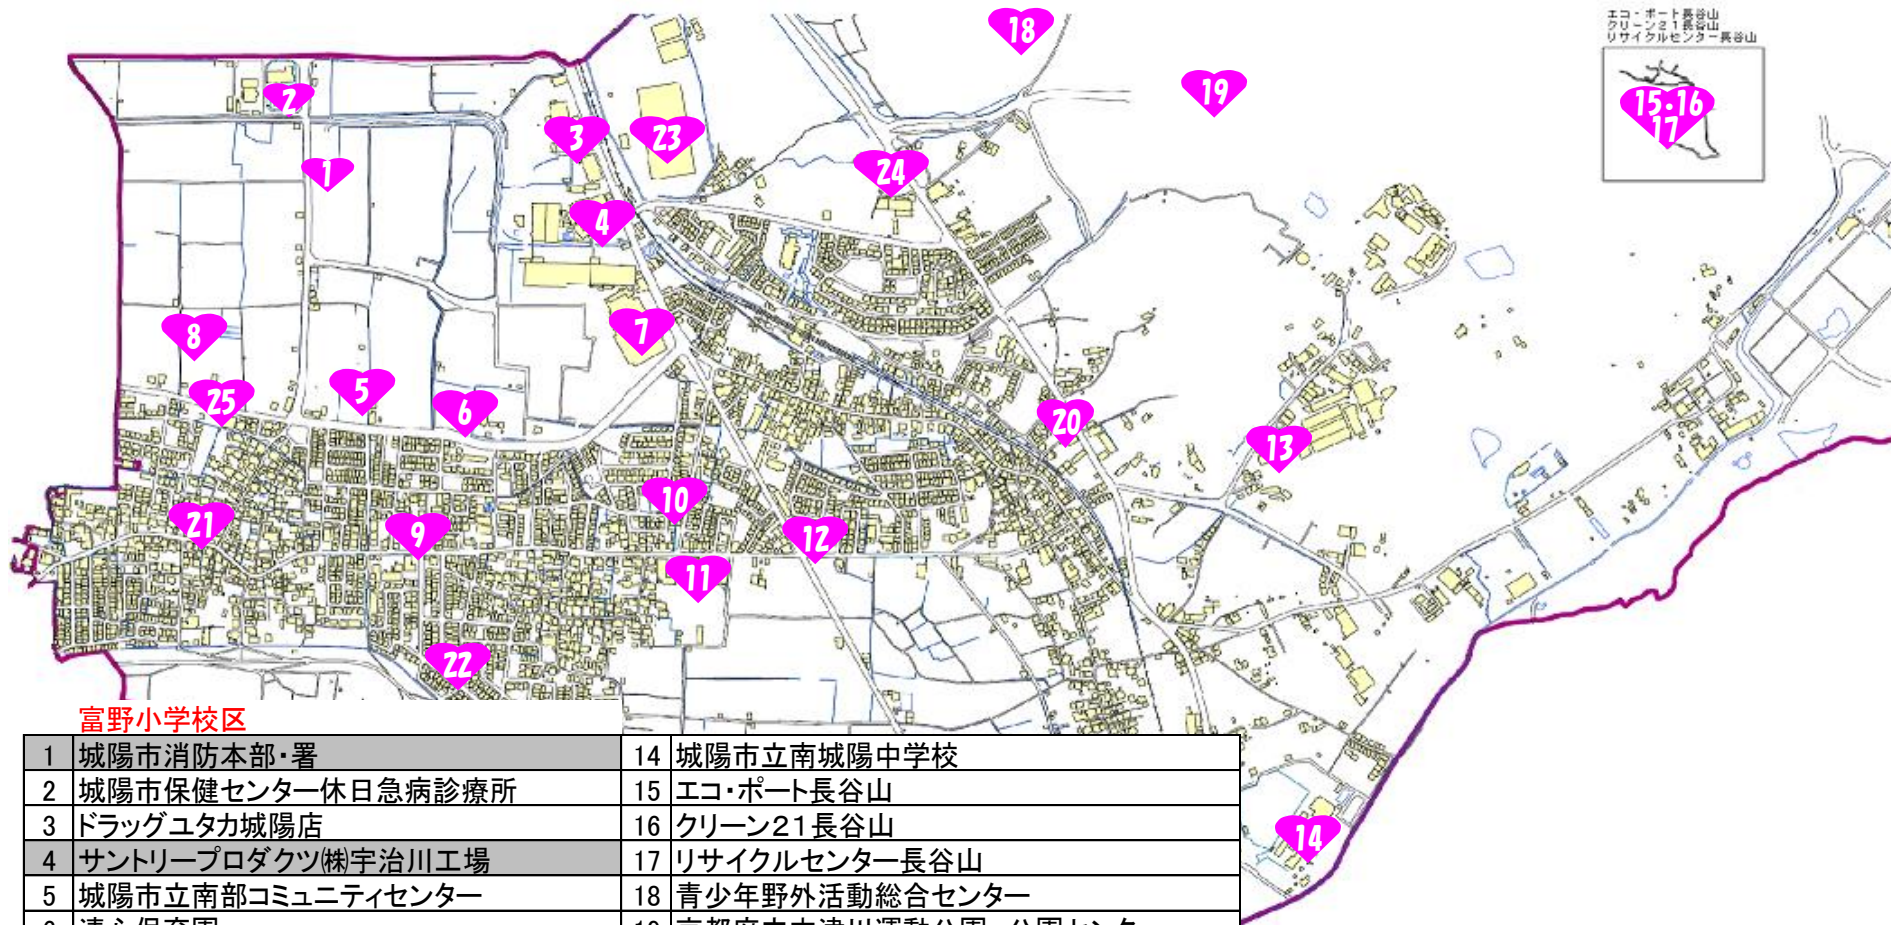 エコ・ポート長谷山
クリーン21長谷山
リサイクルセンター長谷山
18
19
15・16
17
2
3
23
24
1
4
8
7
25
5
6
20
13
21
9
10
12
11
22
14
富野小学校区
1 城陽市消防本部・署 14 城陽市立南城陽中学校
2 城陽市保健センター休日急病診療所 15 エコ・ポート長谷山
3 ドラッグユタカ城陽店 16 クリーン21長谷山
4 サントリープロダクツ㈱宇治川工場 17 リサイクルセンター長谷山
5 城陽市立南部コミュニティセンター 18 青少年野外活動総合センター